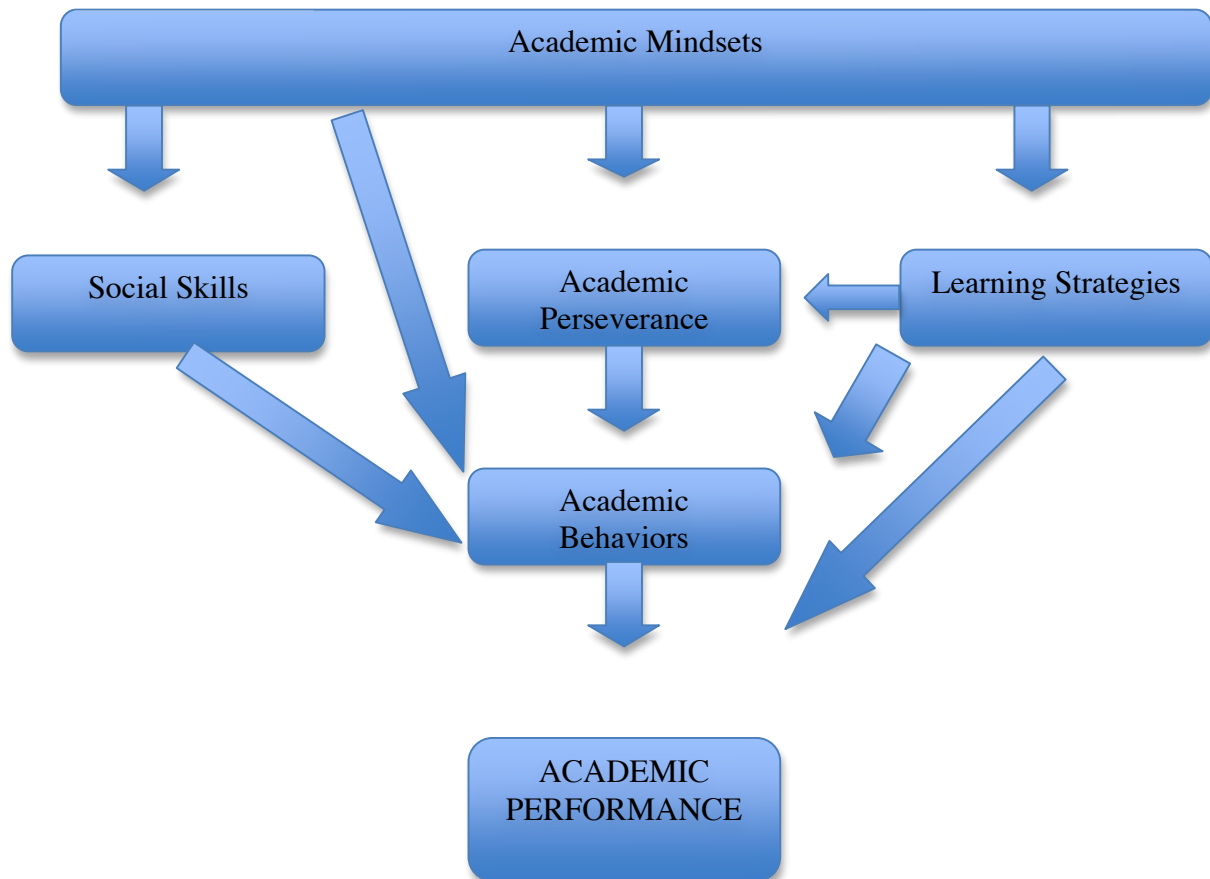 Academic Mindsets
Social Skills
Academic
Perseverance
Learning Strategies
Academic
Behaviors
ACADEMIC
PERFORMANCE